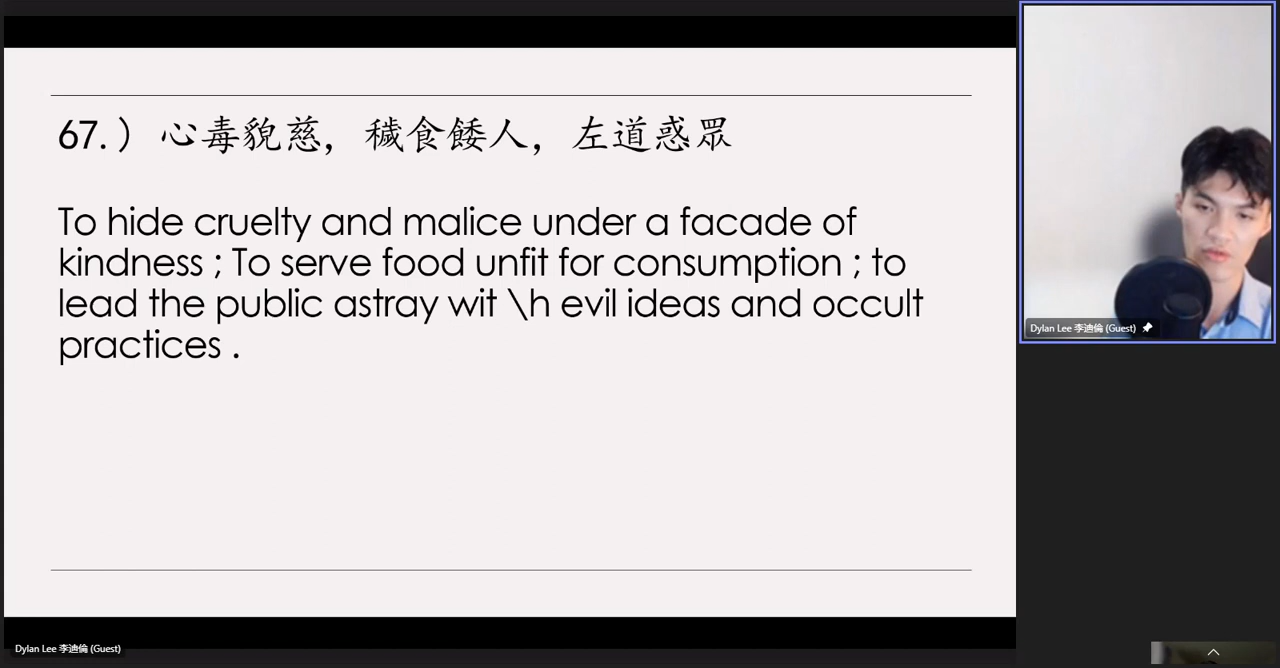 67.）心毒貌慈，穢食餧人，左道惑眾
To hide cruelty and malice under a facade of
kindness ; To serve food unfit for consumption ; to
lead the public astray wit \h evil ideas and occult
practices .
Dylan Lee 李迪倫 (Guest)
Dylan Lee 李迪倫 (Guest)